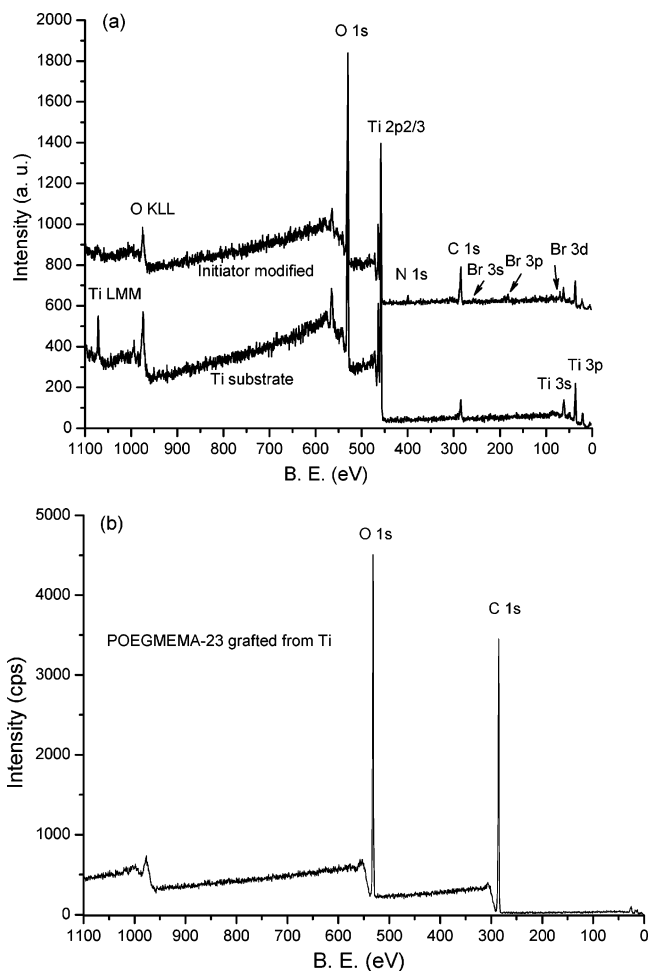 (a)
2000
1800
1600
1400
1200
1000
800
600
400
200
0
Intensity (a. u.)
O 1s
Ti 2p2/3
O KLL
Initiator modified
N 1s
C 1s
Br 3s
Br 3p
Br 3d
Ti LMM
Ti substrate
Ti 3s
Ti 3p
1100 1000 900 800 700 600 500 400 300 200 100 0
B. E. (eV)
(b)
5000
4000
3000
2000
1000
0
Intensity (cps)
O 1s
C 1s
POEGMEMA-23 grafted from Ti
1100 1000 900 800 700 600 500 400 300 200 100 0
B. E. (eV)